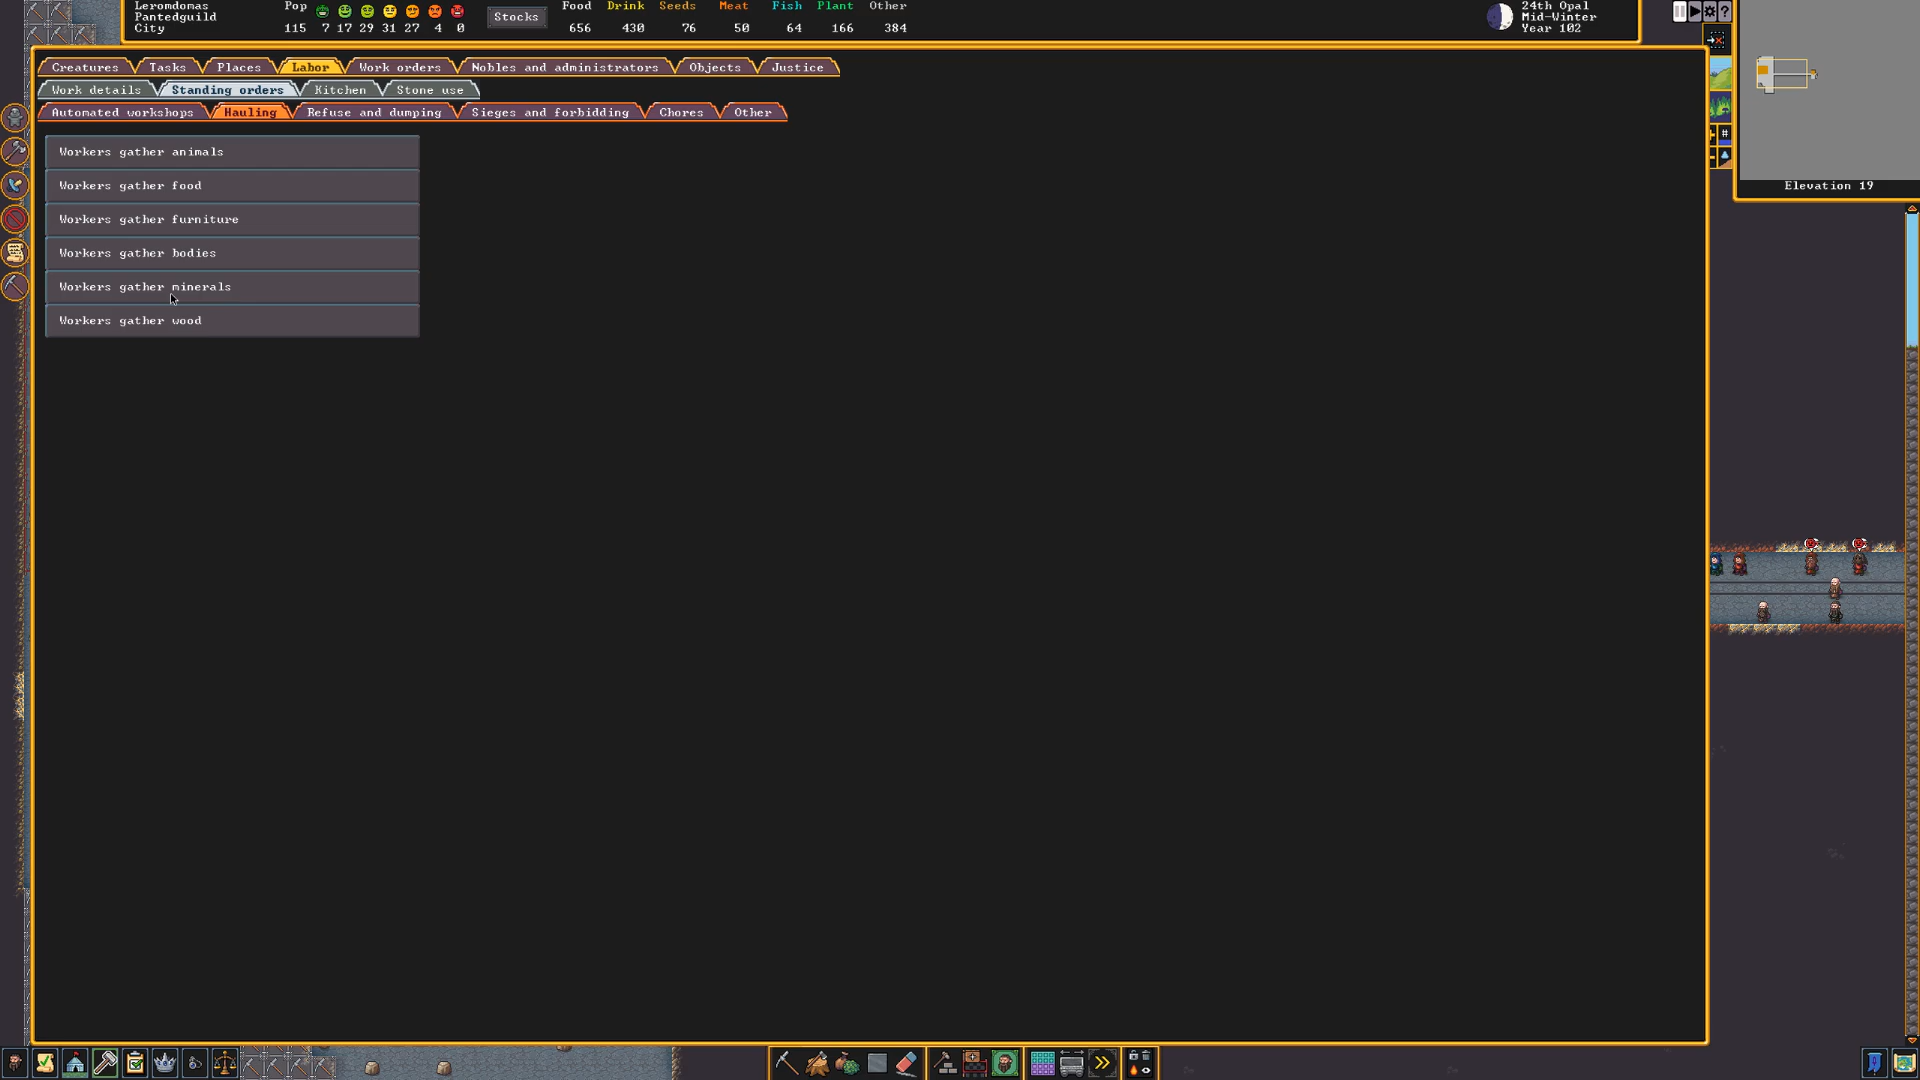 Leromdomas
Pantedguild
City
Pop
115 7 17 29 31 27 4 0
Stocks
Food Drink Seeds Meat Fish Plant Other
656 430 76 50 64 166 384
24th Opal
Mid-Winter
Year 102
Creatures Tasks Places Labor Work orders Nobles and administrators Objects Justice
Work details Standing orders Kitchen Stone use
Automated workshops Hauling Refuse and dumping Sieges and forbidding Chores Other
Workers gather animals
Workers gather food
Workers gather furniture
Workers gather bodies
Workers gather minerals
Workers gather wood
Elevation 19